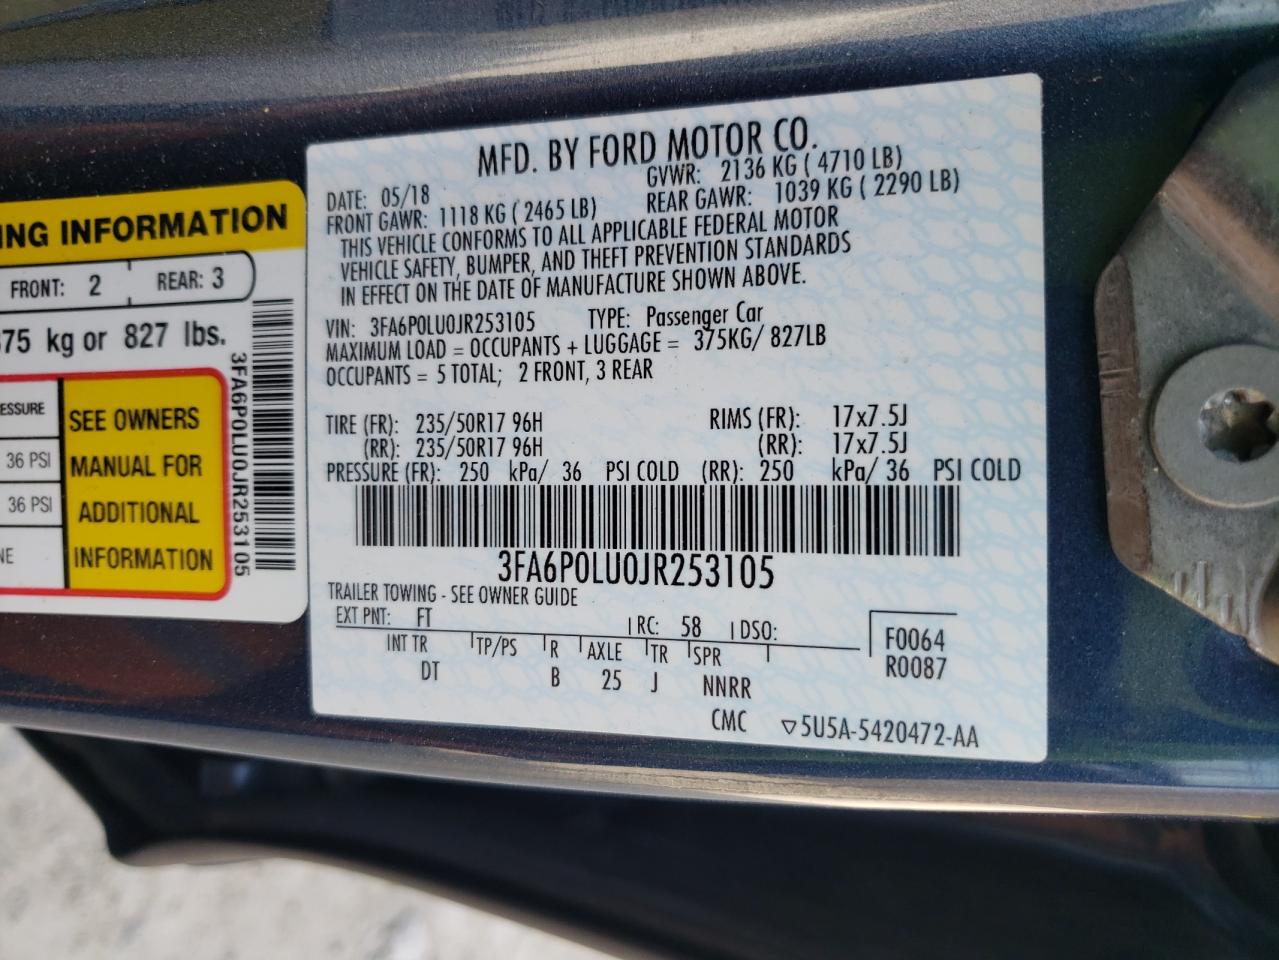 NG INFORMATION
FRONT: 2 REAR: 3
75 kg or 827 lbs.
ESSURE
36 PSI
36 PSI
NE
SEE OWNERS
MANUAL FOR
ADDITIONAL
INFORMATION
3FA6P0LU0JR253105
MFD. BY FORD MOTOR CO.
DATE: 05/18 GVWR: 2136 KG ( 4710 LB)
FRONT GAWR: 1118 KG ( 2465 LB) REAR GAWR: 1039 KG ( 2290 LB)
THIS VEHICLE CONFORMS TO ALL APPLICABLE FEDERAL MOTOR
VEHICLE SAFETY, BUMPER, AND THEFT PREVENTION STANDARDS
IN EFFECT ON THE DATE OF MANUFACTURE SHOWN ABOVE.
VIN: 3FA6P0LU0JR253105 TYPE: Passenger Car
MAXIMUM LOAD = OCCUPANTS + LUGGAGE = 375KG/ 827LB
OCCUPANTS = 5 TOTAL; 2 FRONT, 3 REAR
TIRE (FR): 235/50R17 96H RIMS (FR): 17x7.5J
(RR): 235/50R17 96H (RR): 17x7.5J
PRESSURE (FR): 250 kPa/ 36 PSI COLD (RR): 250 kPa/ 36 PSI COLD
3FA6P0LU0JR253105
TRAILER TOWING - SEE OWNER GUIDE
EXT PNT: FT RC: 58 DSO:
INT TR TP/PS R AXLE TR SPR
DT B 25 J NNRR
F0064
R0087
CMC ▽5U5A-5420472-AA